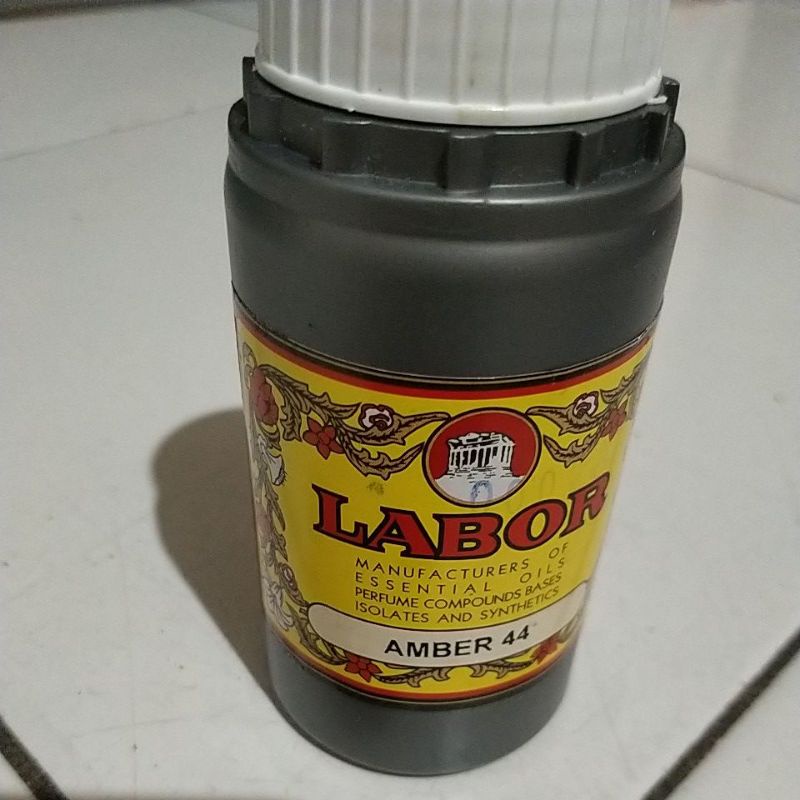 LABOR
MANUFACTURERS OF
ESSENTIAL OILS
PERFUME COMPOUNDS BASES
ISOLATES AND SYNTHETICS
AMBER 44